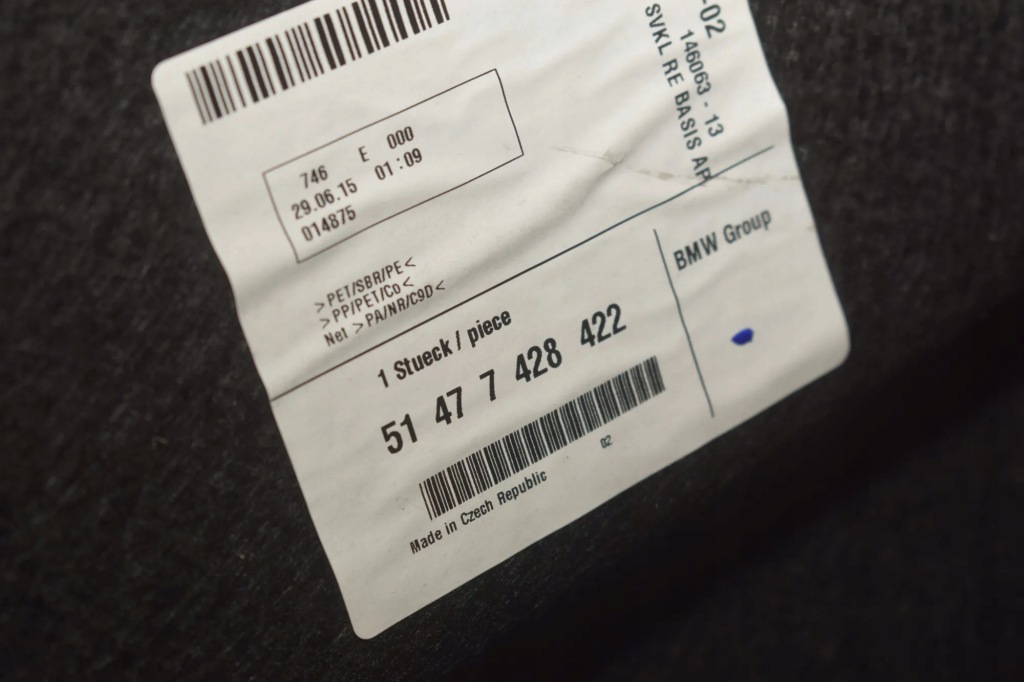 746 E 000
29.06.15 01:09
014875
-02
146063 - 13
SVKL RE BASIS AP
>PET/SBR/PE<
>PP/PET/Co<
Net >PA/NR/C9D<
1 Stueck / piece
51 47 7 428 422
02
Made in Czech Republic
BMW Group